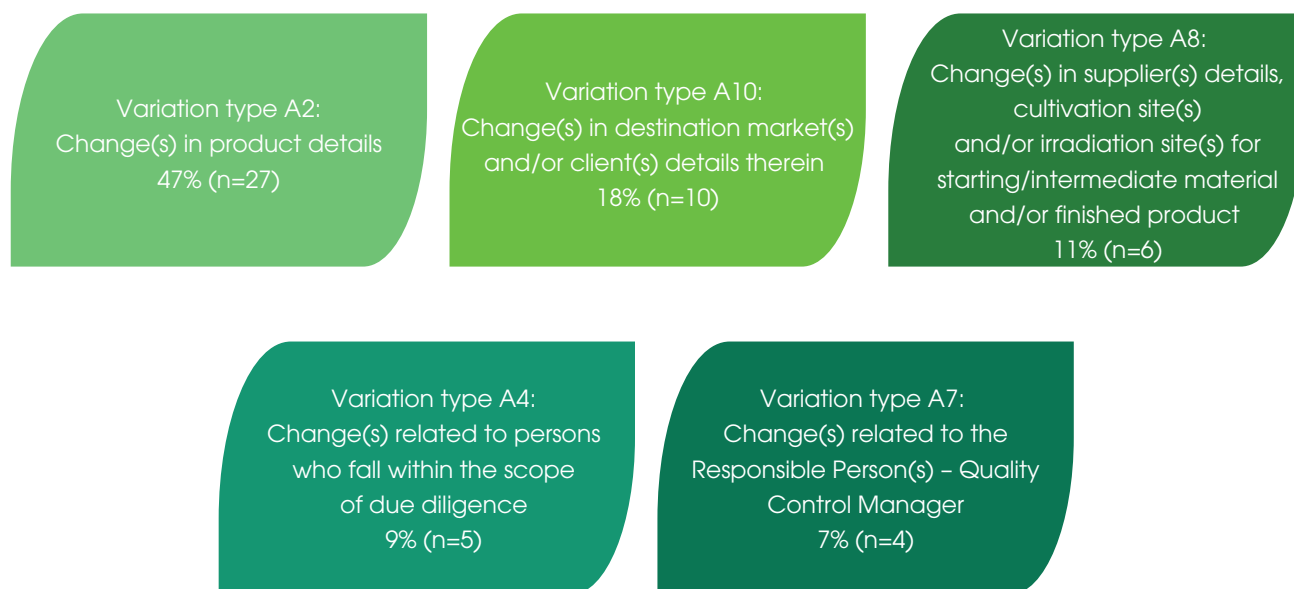 Variation type A2:
Change(s) in product details
47% (n=27)
Variation type A10:
Change(s) in destination market(s)
and/or client(s) details therein
18% (n=10)
Variation type A8:
Change(s) in supplier(s) details,
cultivation site(s)
and/or irradiation site(s) for
starting/intermediate material
and/or finished product
11% (n=6)
Variation type A4:
Change(s) related to persons
who fall within the scope
of due diligence
9% (n=5)
Variation type A7:
Change(s) related to the
Responsible Person(s) – Quality
Control Manager
7% (n=4)